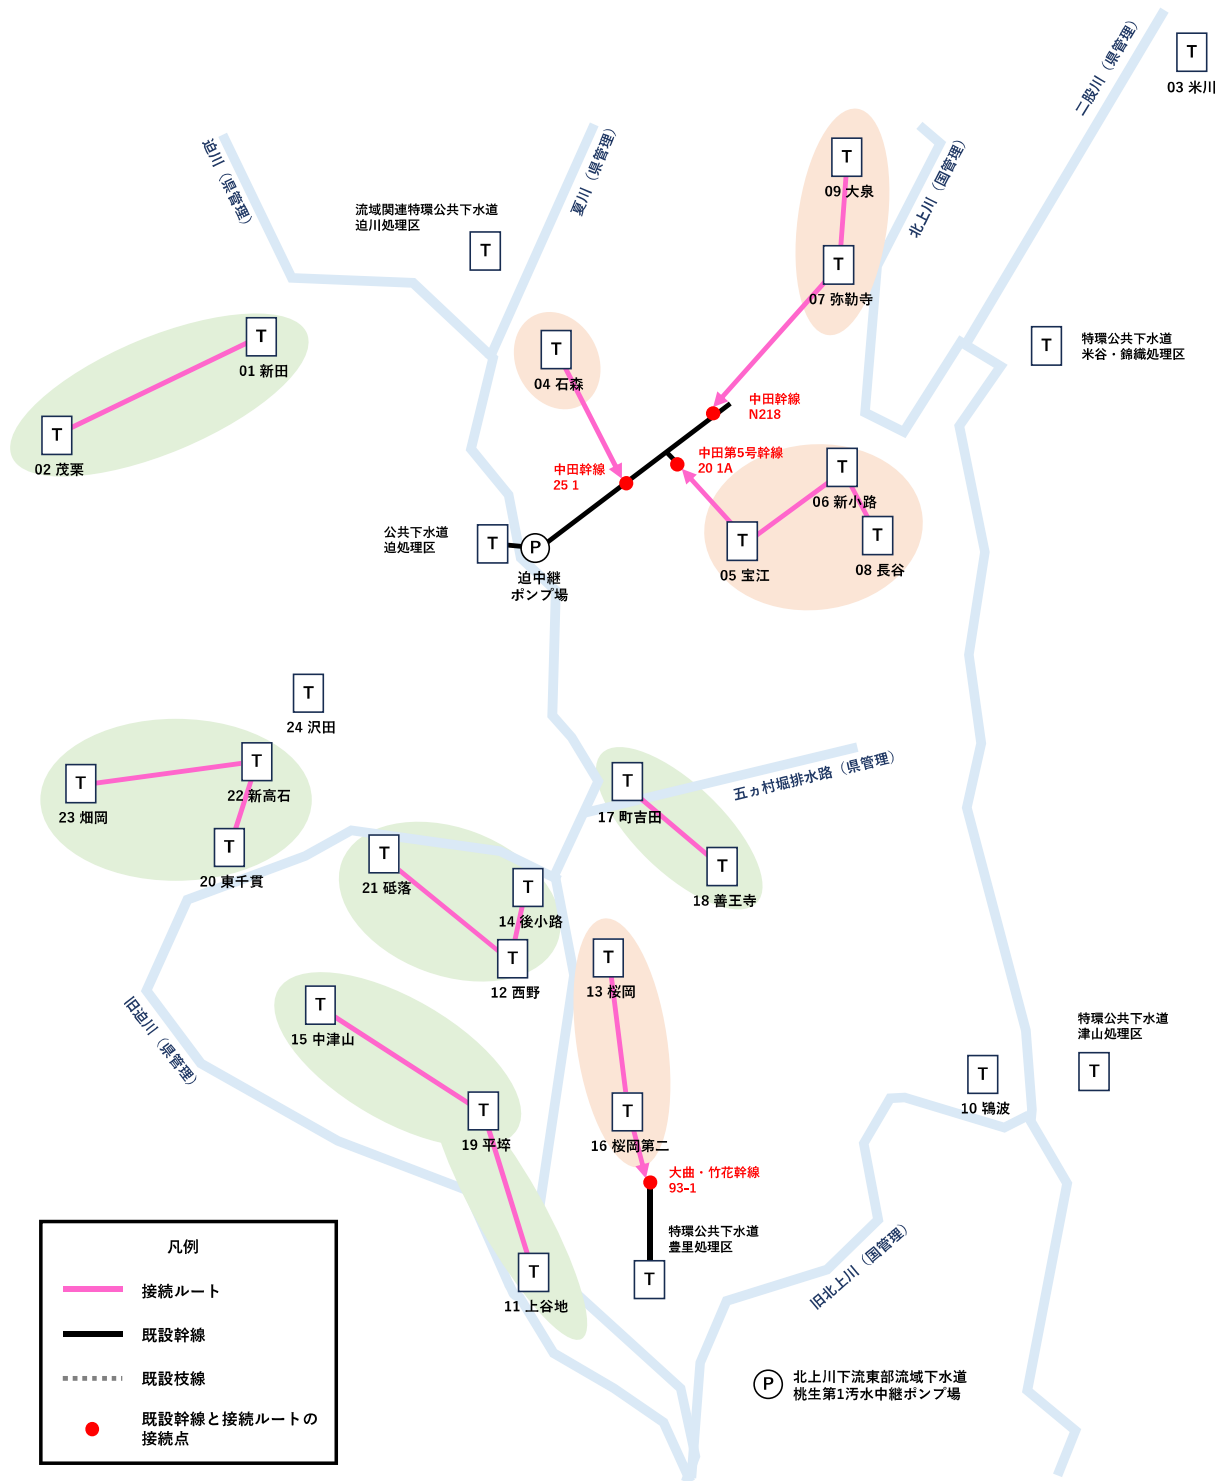 二股川（県管理）
T
03 米川
迫川（県管理）
夏川（県管理）
北上川（国管理）
T
09 大泉
流域関連特環公共下水道
迫川処理区
T
T
07 弥勒寺
T
01 新田
T
04 石森
T
特環公共下水道
米谷・錦織処理区
中田幹線
N218
T
02 茂栗
中田第5号幹線
20 1A
中田幹線
25 1
T
06 新小路
公共下水道
迫処理区
T
P
迫中継
ポンプ場
T
05 宝江
T
08 長谷
T
24 沢田
T
22 新高石
T
23 畑岡
T
20 東千貫
五ヵ村堀排水路（県管理）
T
17 町吉田
T
18 善王寺
T
21 砥落
T
14 後小路
T
12 西野
T
13 桜岡
旧迫川（県管理）
T
15 中津山
特環公共下水道
津山処理区
T
T
10 鴇波
T
19 平埣
T
16 桜岡第二
大曲・竹花幹線
93-1
特環公共下水道
豊里処理区
T
T
11 上谷地
旧北上川（国管理）
凡例
接続ルート
既設幹線
既設枝線
既設幹線と接続ルートの
接続点
P
北上川下流東部流域下水道
桃生第1汚水中継ポンプ場